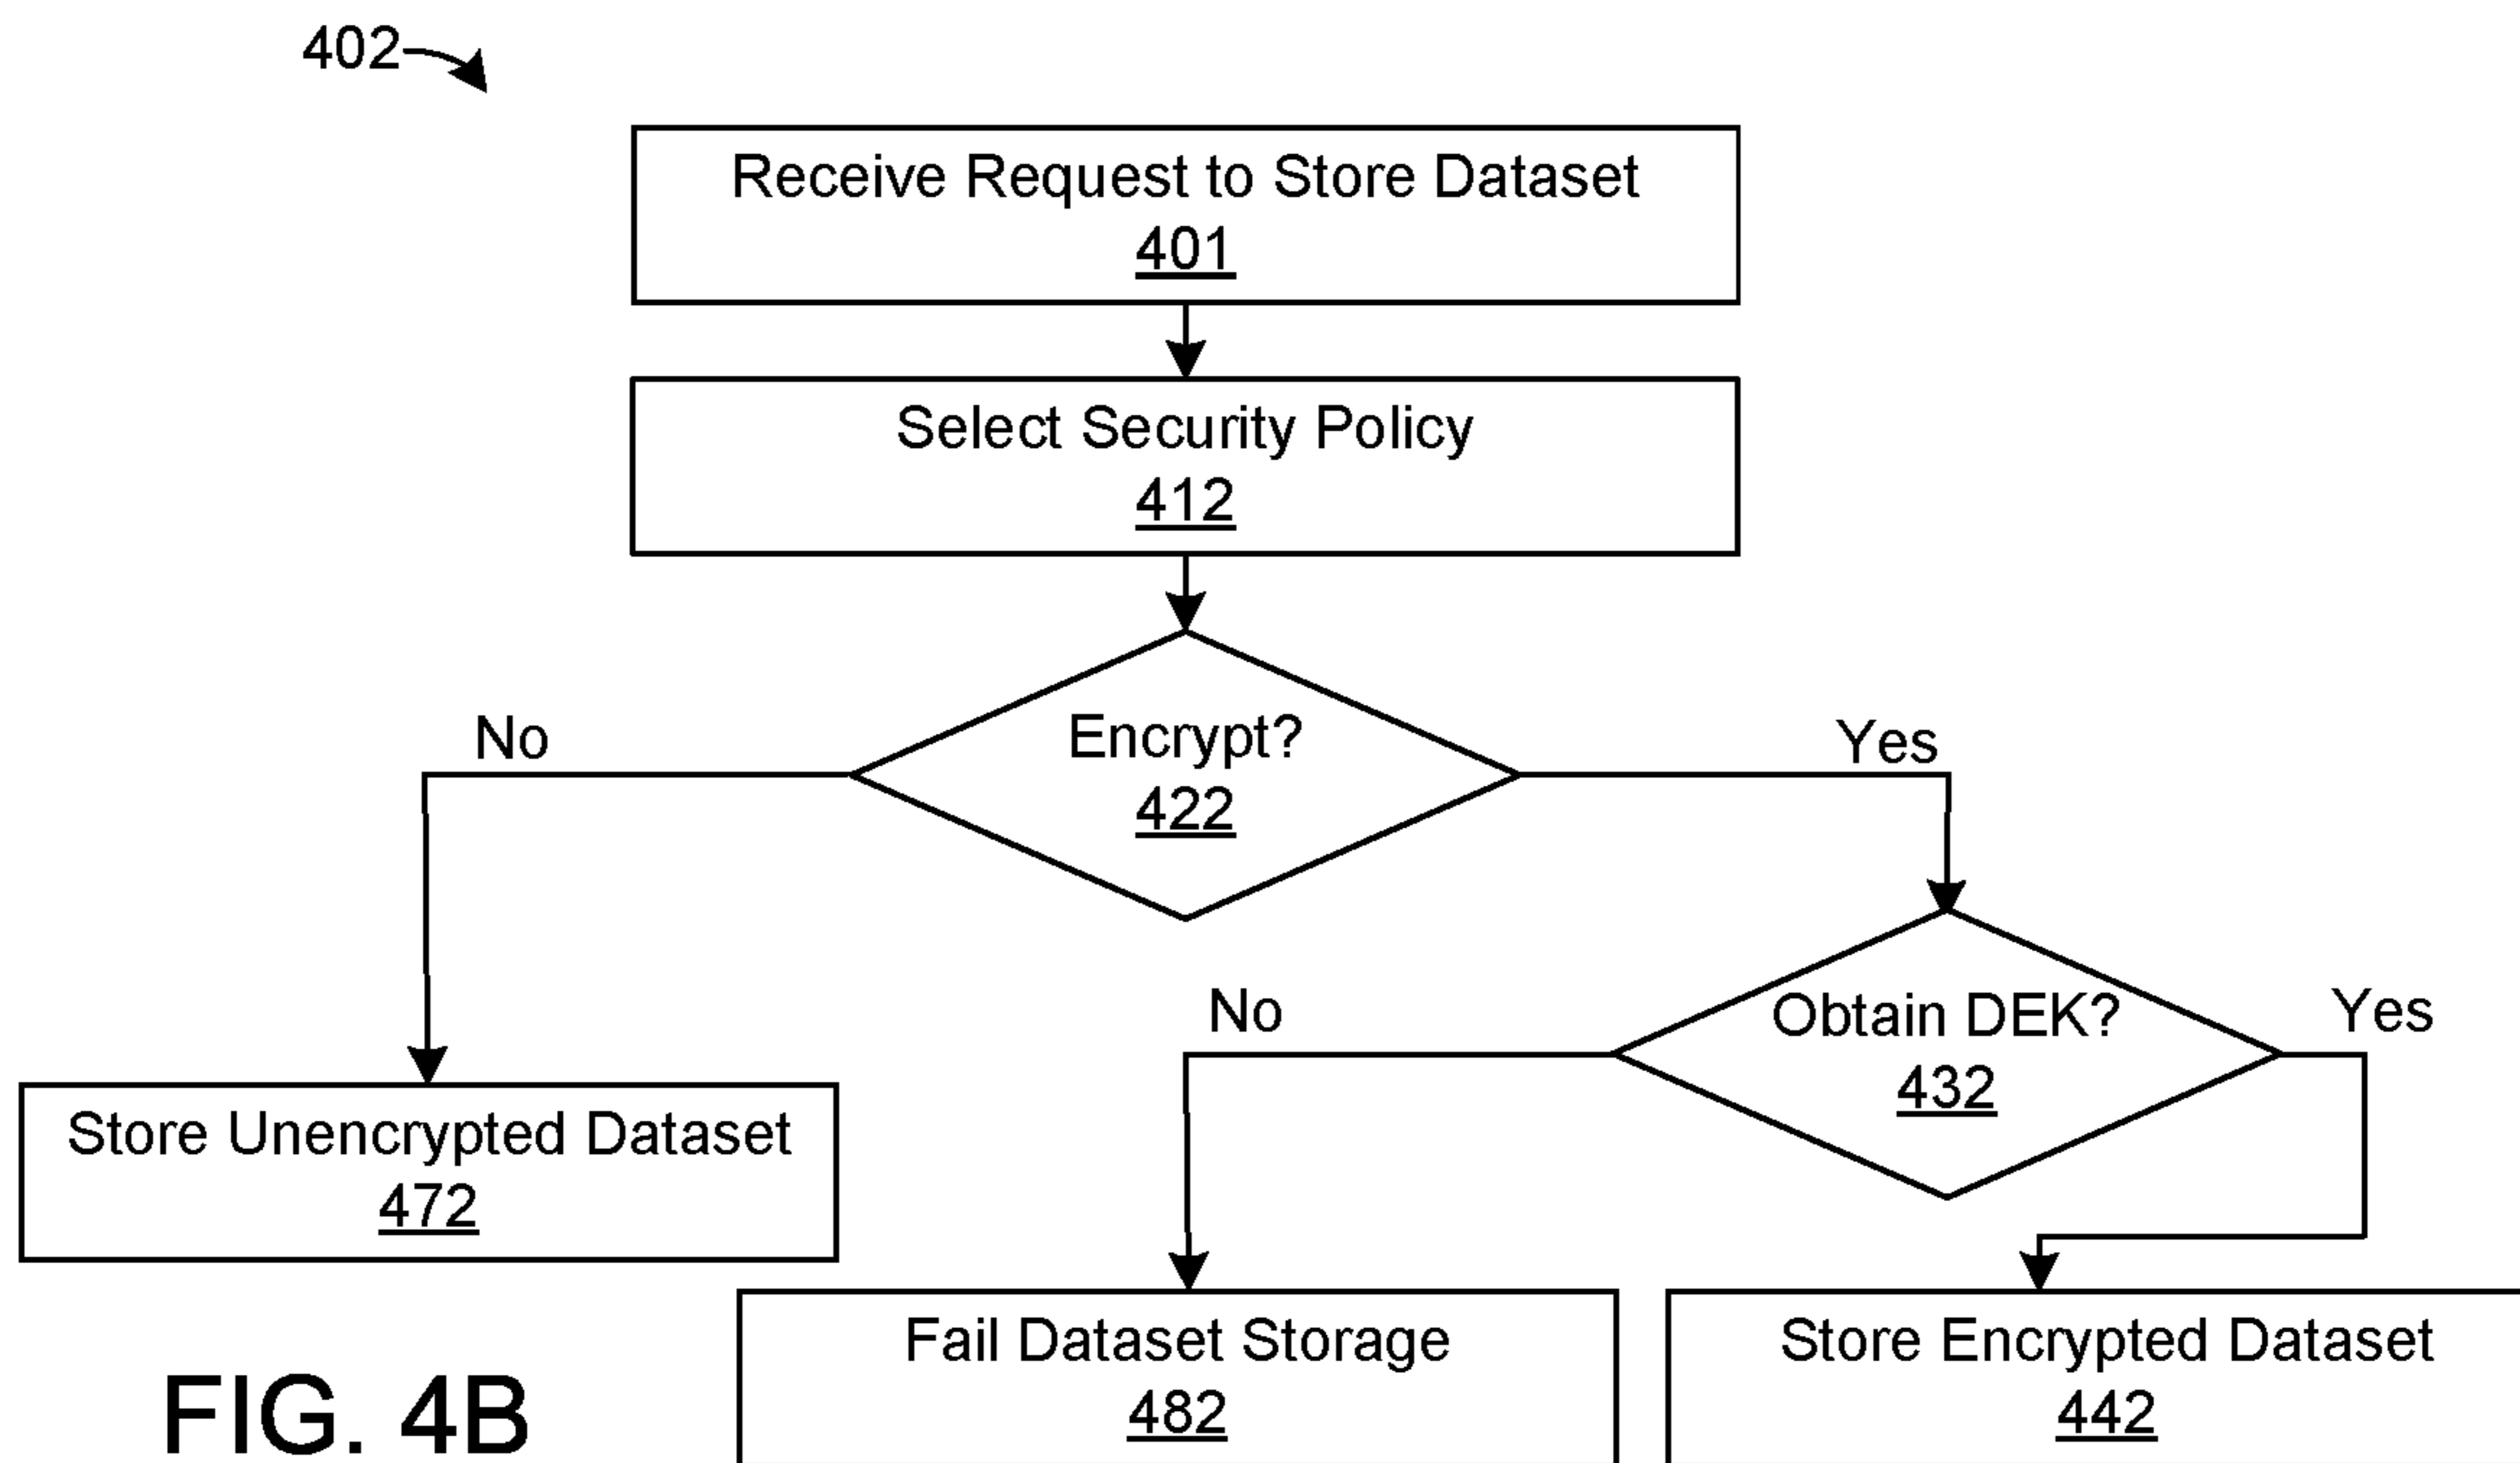 402
Receive Request to Store Dataset
401
Select Security Policy
412
Encrypt?
422
No
Yes
Obtain DEK?
432
No
Yes
Store Unencrypted Dataset
472
Fail Dataset Storage
482
Store Encrypted Dataset
442
FIG. 4B